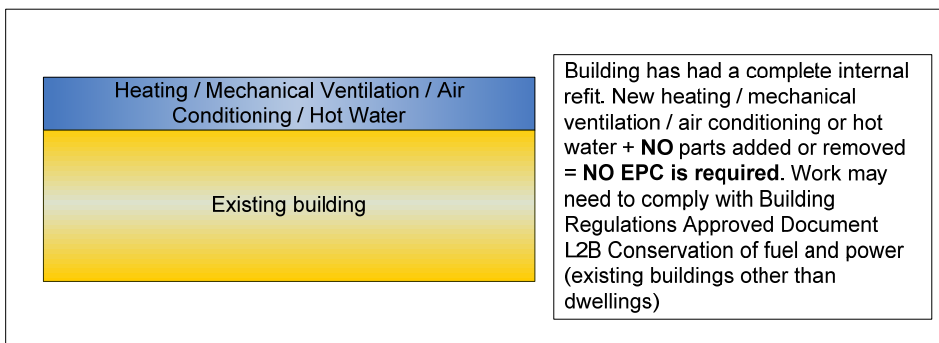 Heating / Mechanical Ventilation / Air
Conditioning / Hot Water
Existing building
Building has had a complete internal
refit. New heating / mechanical
ventilation / air conditioning or hot
water + NO parts added or removed
= NO EPC is required. Work may
need to comply with Building
Regulations Approved Document
L2B Conservation of fuel and power
(existing buildings other than
dwellings)